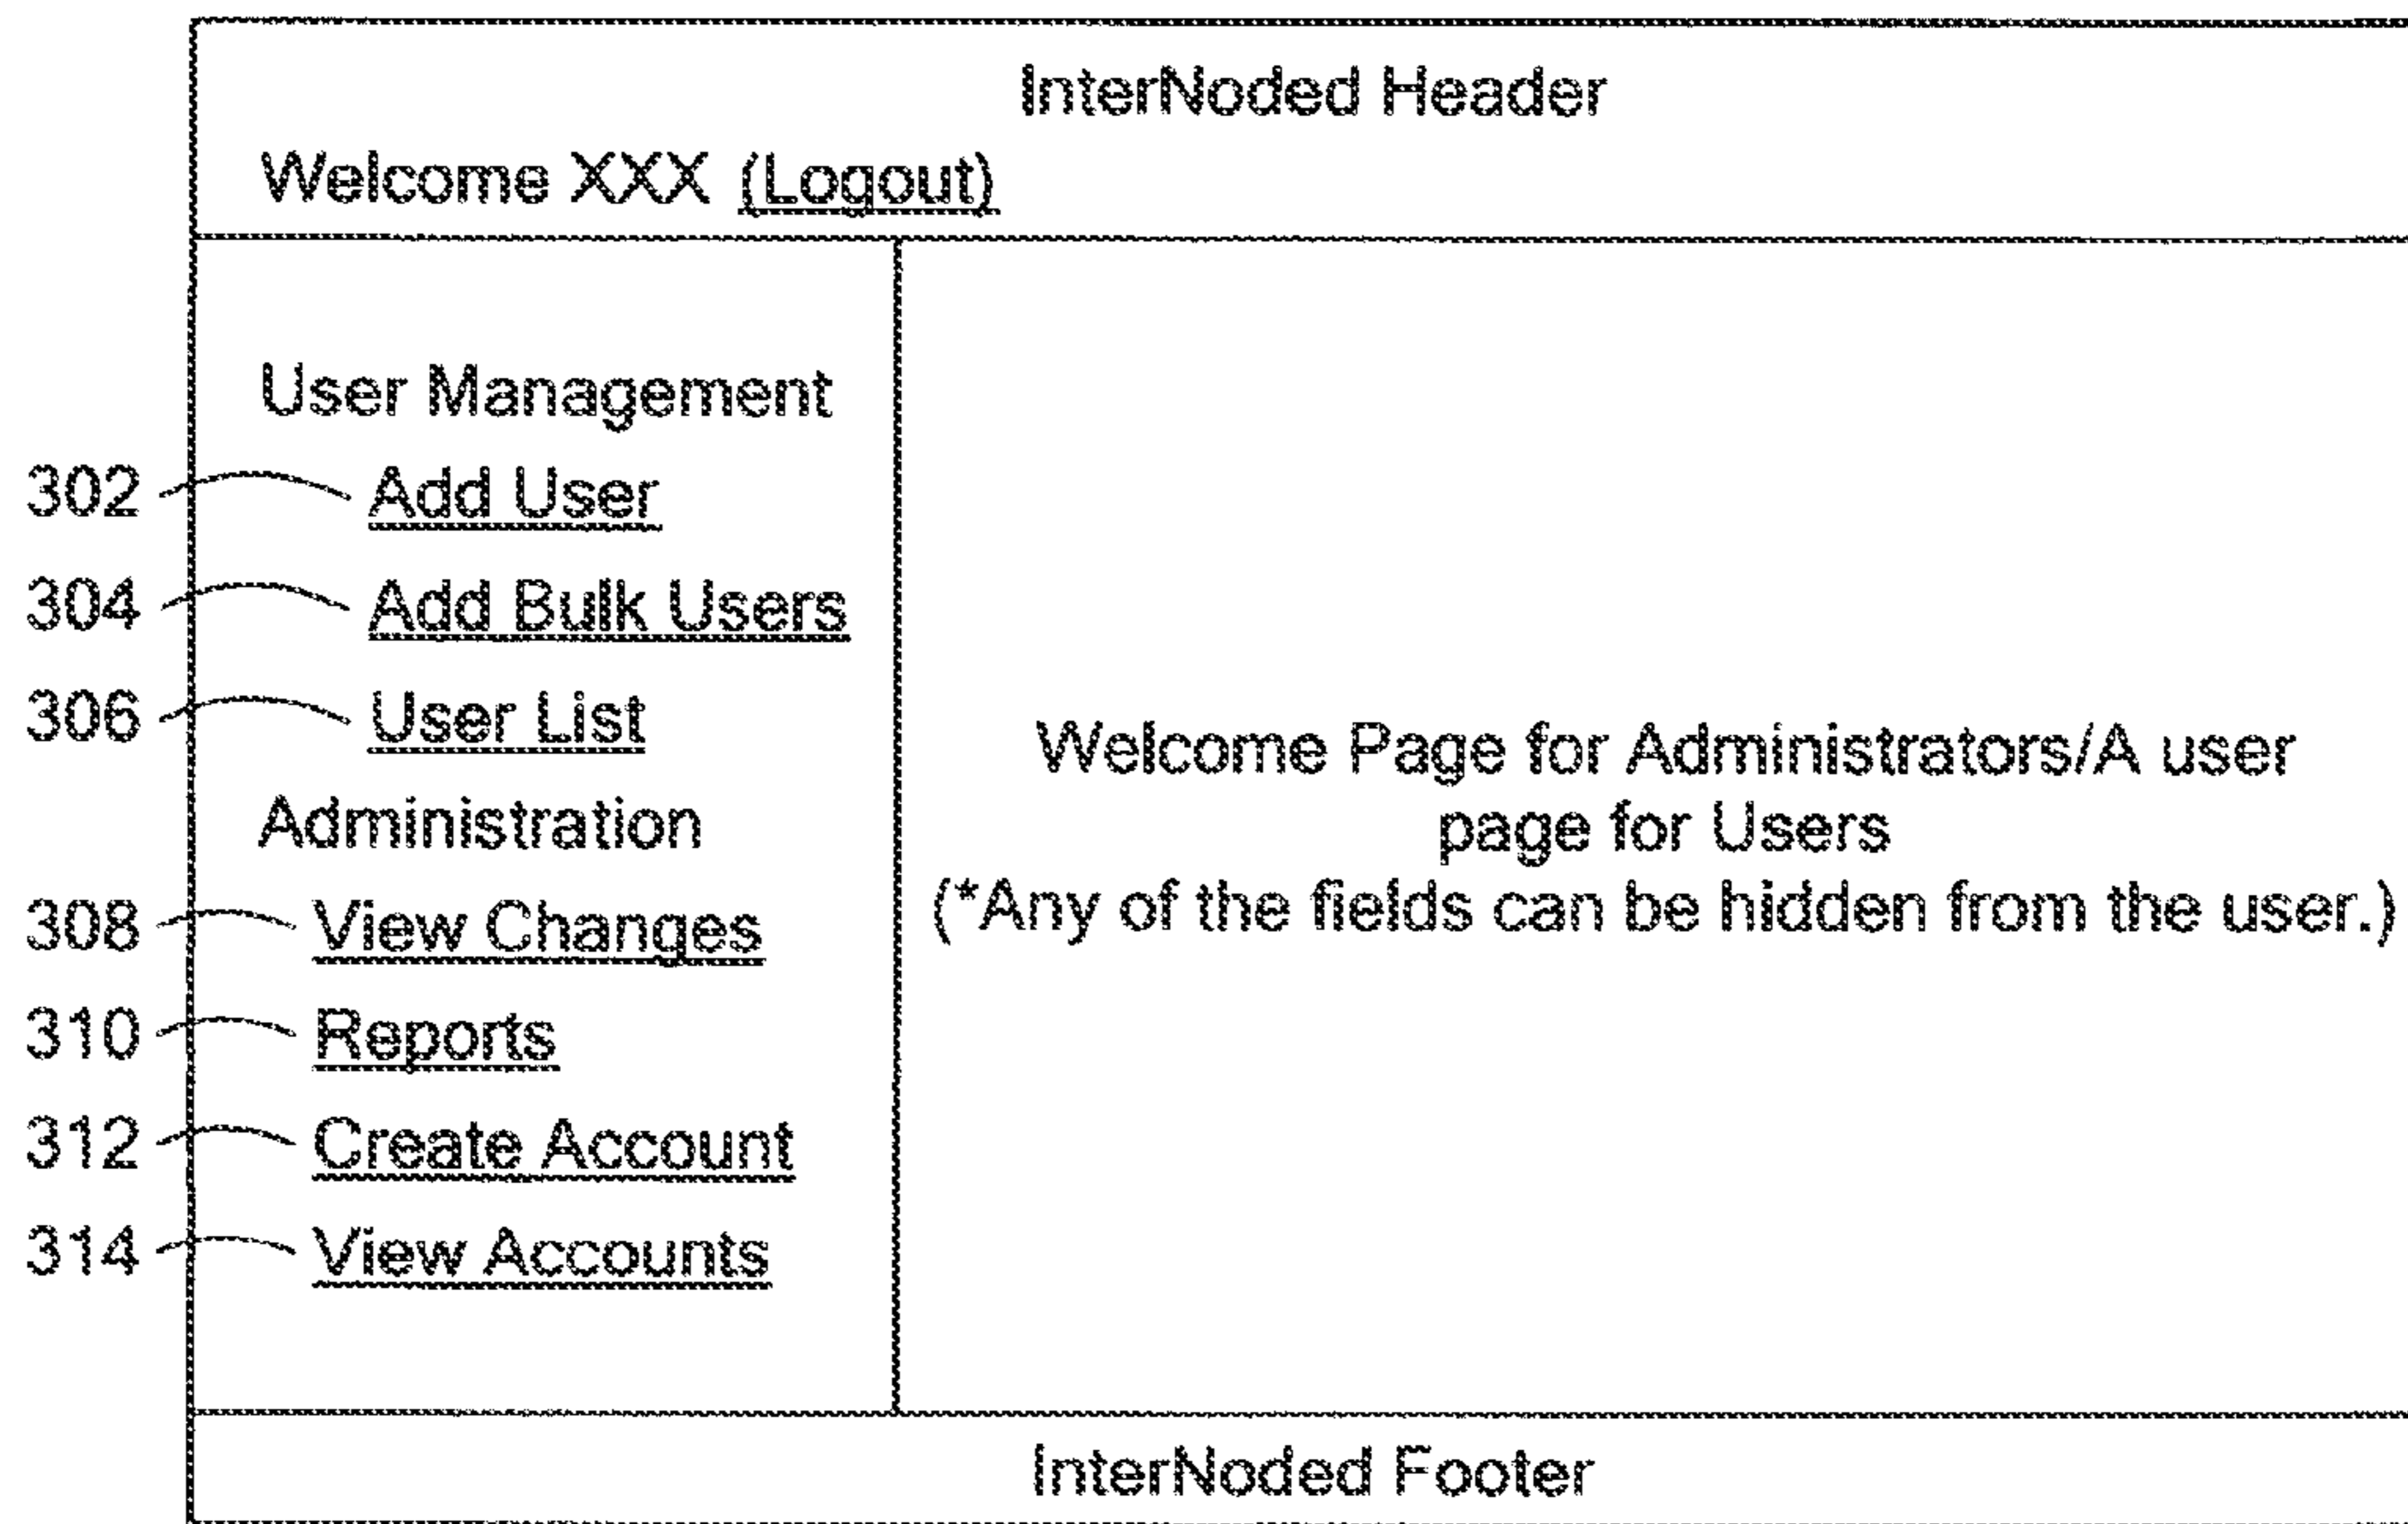 InterNoded Header
Welcome XXX (Logout)
User Management
302 Add User
304 Add Bulk Users
306 User List
Administration
308 View Changes
310 Reports
312 Create Account
314 View Accounts
Welcome Page for Administrators/A user
page for Users
(*Any of the fields can be hidden from the user.)
InterNoded Footer